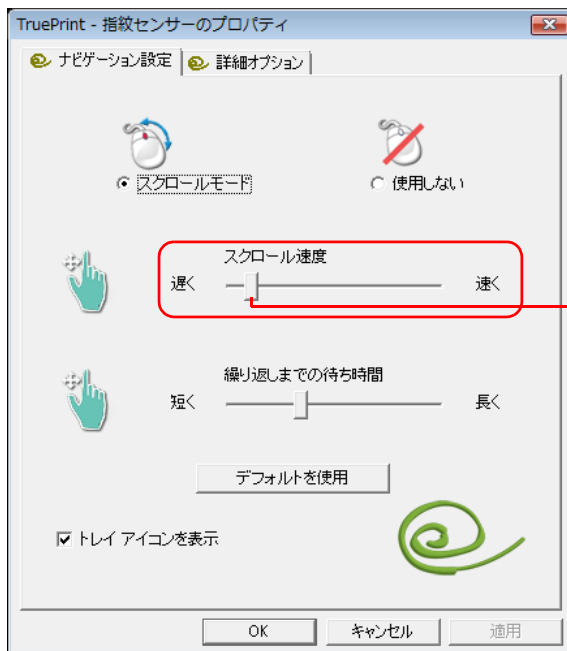 TruePrint - 指紋センサーのプロパティ
ナビゲーション設定 詳細オプション
スクロールモード 使用しない
スクロール速度
遅く 速く
繰り返しまでの待ち時間
短く 長く
デフォルトを使用
トレイ アイコンを表示
OK キャンセル 適用